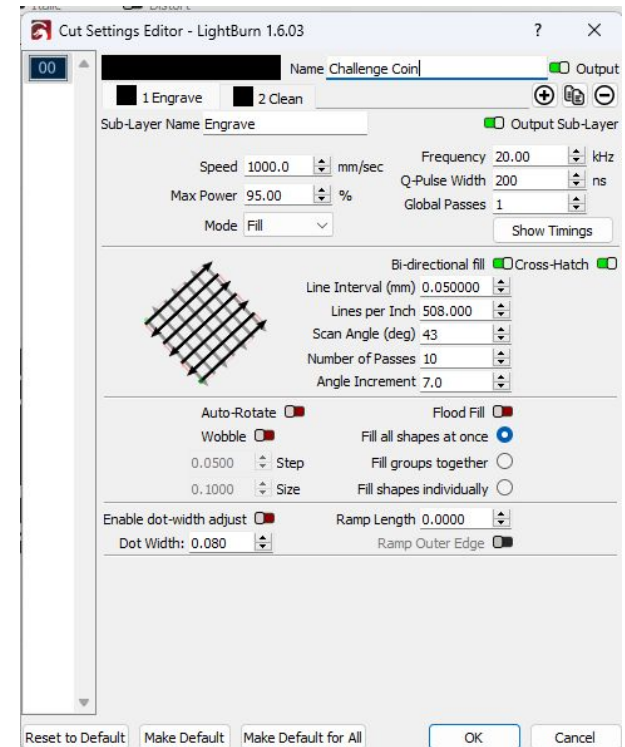 Cut Settings Editor - LightBurn 1.6.03 ?
00
Name Challenge Coin Output
1 Engrave 2 Clean
Sub-Layer Name Engrave Output Sub-Layer
Speed 1000.0 mm/sec Frequency 20.00 kHz
Max Power 95.00 % Q-Pulse Width 200 ns
Global Passes 1
Mode Fill Show Timings
Bi-directional fill Cross-Hatch
Line Interval (mm) 0.050000
Lines per Inch 508.000
Scan Angle (deg) 43
Number of Passes 10
Angle Increment 7.0
Auto-Rotate Flood Fill
Wobble Fill all shapes at once
0.0500 Step Fill groups together
0.1000 Size Fill shapes individually
Enable dot-width adjust Ramp Length 0.0000
Dot Width: 0.080 Ramp Outer Edge
Reset to Default Make Default Make Default for All OK Cancel